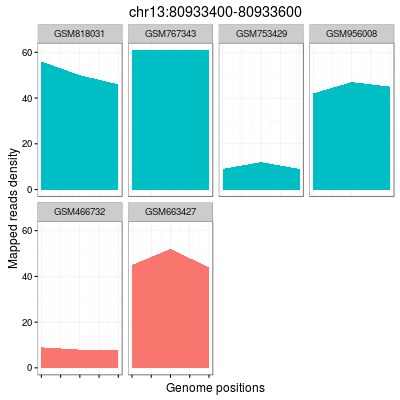 chr13:80933400-80933600
GSM818031 GSM767343 GSM753429 GSM956008
60
40
20
0
GSM466732 GSM663427
60
40
20
0
Mapped reads density
Genome positions